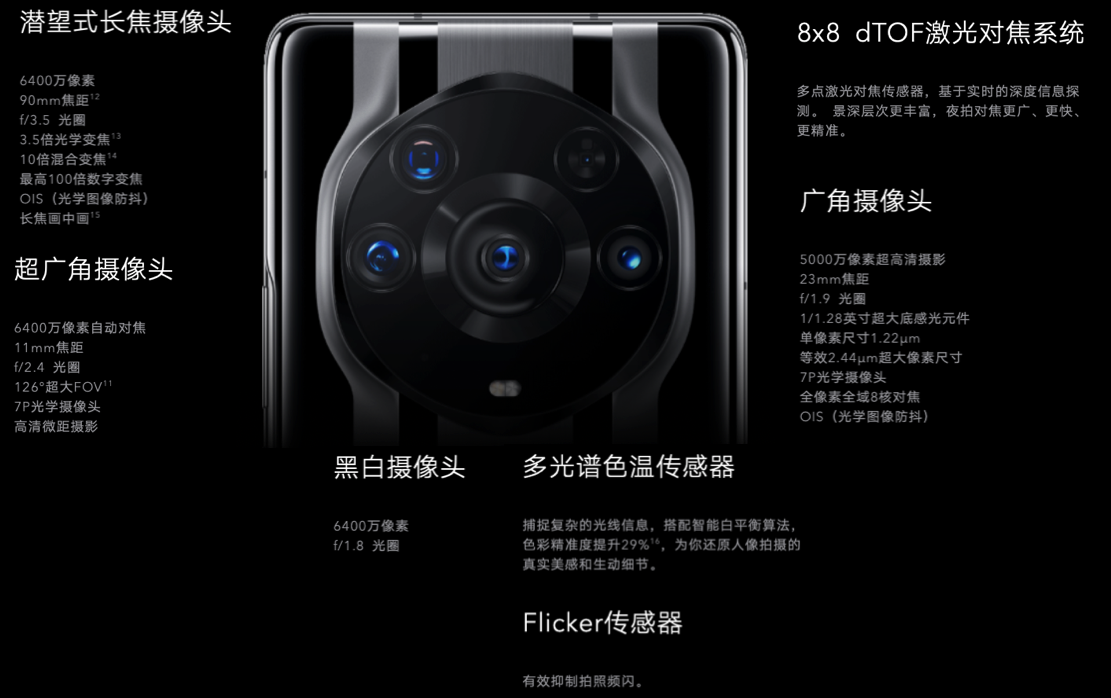 潜望式长焦摄像头
6400万像素
90mm焦距12
f/3.5 光圈
3.5倍光学变焦13
10倍混合变焦14
最高100倍数字变焦
OIS（光学图像防抖）
长焦画中画15
超广角摄像头
6400万像素自动对焦
11mm焦距
f/2.4 光圈
126°超大FOV11
7P光学摄像头
高清微距摄影
8x8 dTOF激光对焦系统
多点激光对焦传感器，基于实时的深度信息探
测。 景深层次更丰富，夜拍对焦更广、更快、
更精准。
广角摄像头
5000万像素超高清摄影
23mm焦距
f/1.9 光圈
1/1.28英寸超大底感光元件
单像素尺寸1.22μm
等效2.44μm超大像素尺寸
7P光学摄像头
全像素全域8核对焦
OIS（光学图像防抖）
黑白摄像头
6400万像素
f/1.8 光圈
多光谱色温传感器
捕捉复杂的光线信息，搭配智能白平衡算法，
色彩精准度提升29%16，为你还原人像拍摄的
真实美感和生动细节。
Flicker传感器
有效抑制拍照频闪。